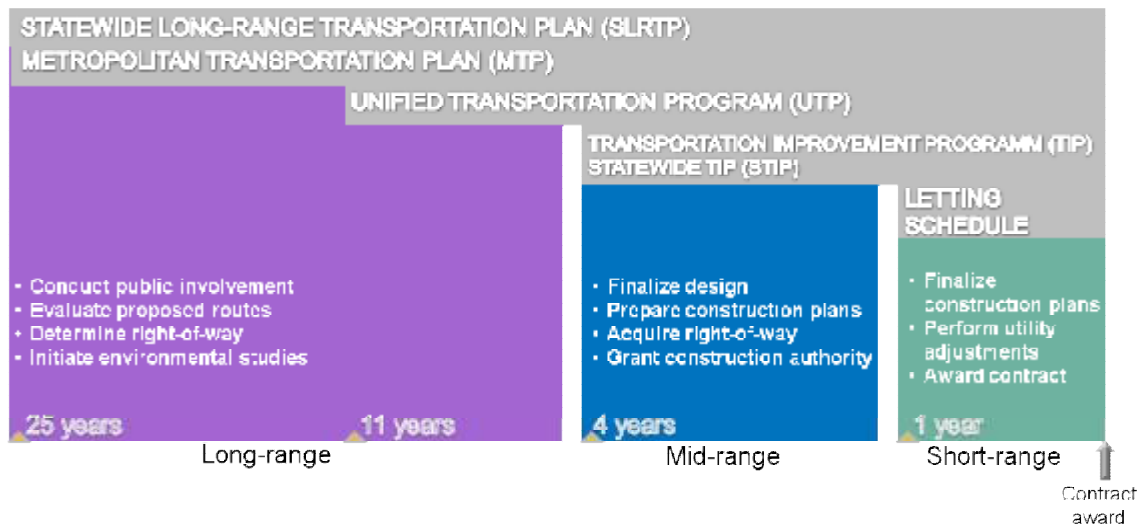 STATEWIDE LONG-RANGE TRANSPORTATION PLAN (SLRTP)
METROPOLITAN TRANSPORTATION PLAN (MTP)
UNIFIED TRANSPORTATION PROGRAM (UTP)
TRANSPORTATION IMPROVEMENT PROGRAMM (TIP)
STATEWIDE TIP (STIP)
LETTING
SCHEDULE
• Conduct public involvement
• Evaluate proposed routes
• Determine right-of-way
• Initiate environmental studies
• Finalize design
• Prepare construction plans
• Acquire right-of-way
• Grant construction authority
• Finalize
construction plans
• Perform utility
adjustments
• Award contract
25 years
11 years
4 years
1 year
Long-range
Mid-range
Short-range
Contract
award